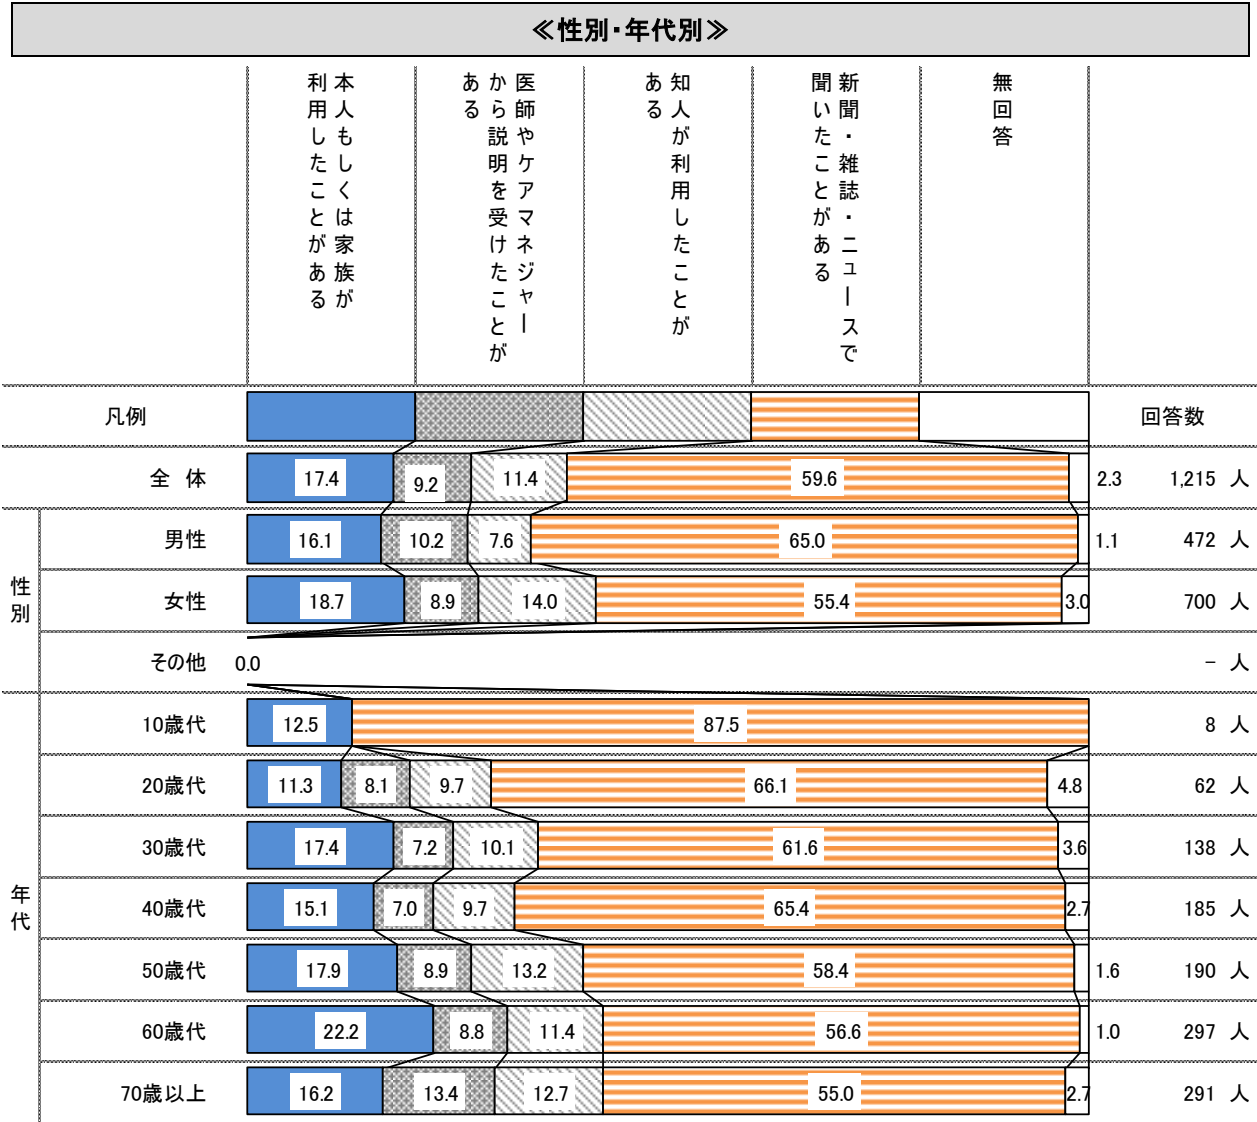 ≪性別・年代別≫
本人もしくは家族が
利用したことがある
医師やケアマネジャー
から説明を受けたことが
ある
知人が利用したことが
ある
新聞・雑誌・ニュースで
聞いたことがある
無回答
凡例 回答数
全 体 17.4 9.2 11.4 59.6 2.3 1,215 人
性別
男性 16.1 10.2 7.6 65.0 1.1 472 人
女性 18.7 8.9 14.0 55.4 3.0 700 人
その他 0.0 - 人
年代
10歳代 12.5 87.5 8 人
20歳代 11.3 8.1 9.7 66.1 4.8 62 人
30歳代 17.4 7.2 10.1 61.6 3.6 138 人
40歳代 15.1 7.0 9.7 65.4 2.7 185 人
50歳代 17.9 8.9 13.2 58.4 1.6 190 人
60歳代 22.2 8.8 11.4 56.6 1.0 297 人
70歳以上 16.2 13.4 12.7 55.0 2.7 291 人